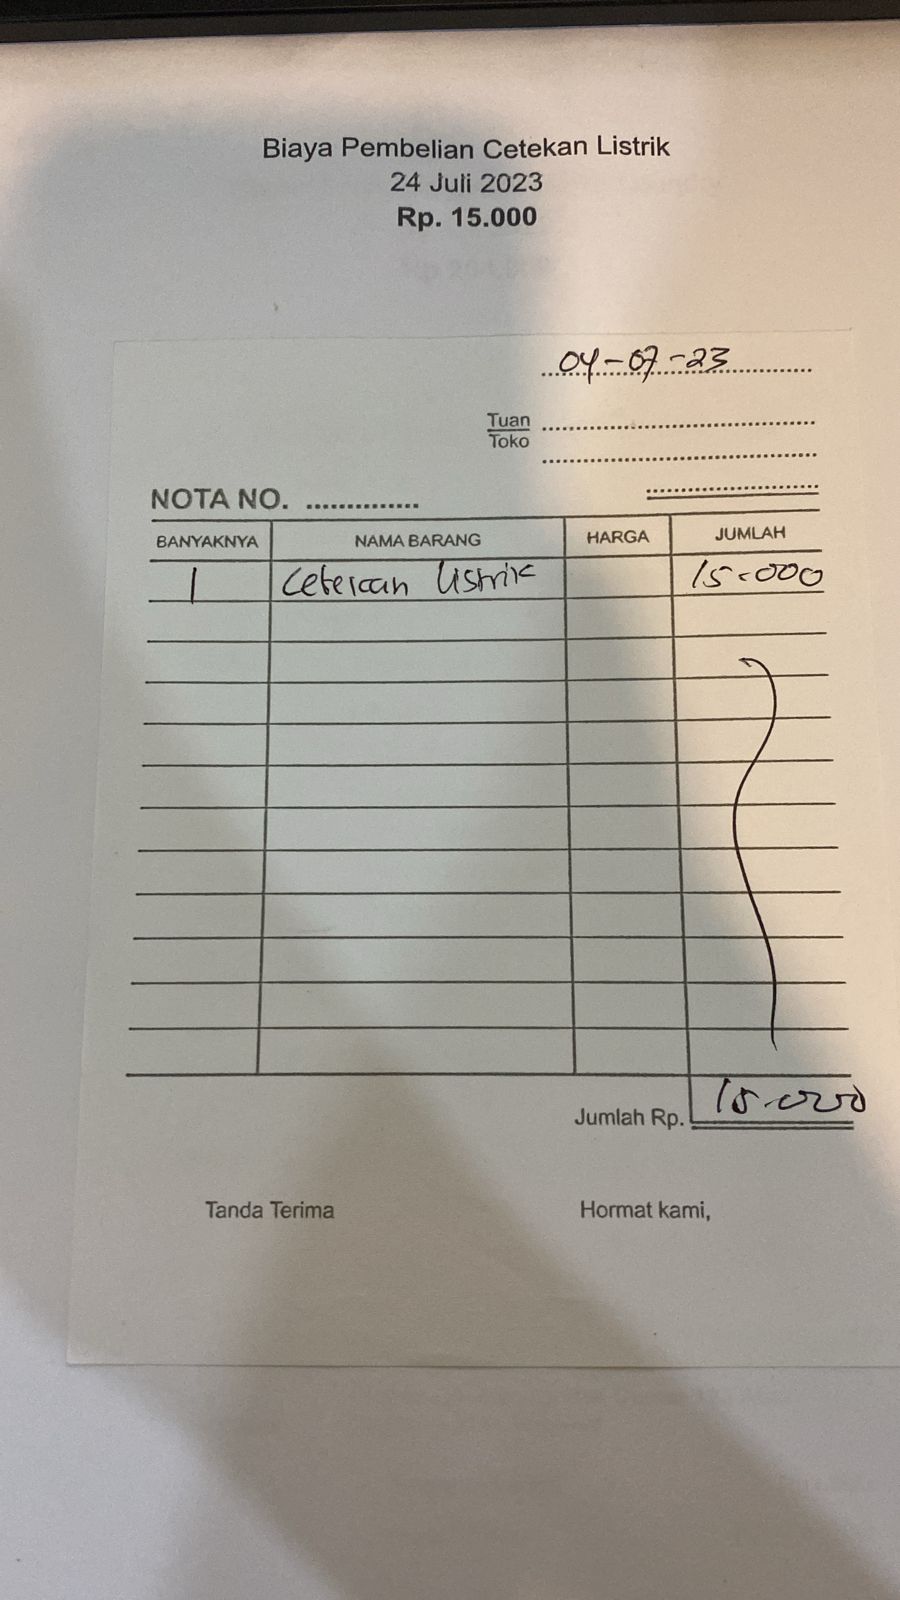 Biaya Pembelian Cetekan Listrik
24 Juli 2023
Rp. 15.000
04-07-23
Tuan
Toko
NOTA NO. ..............
BANYAKNYA NAMA BARANG HARGA JUMLAH
1 Cetekan Listrik 15.000
Jumlah Rp. 15.000
Tanda Terima Hormat kami,